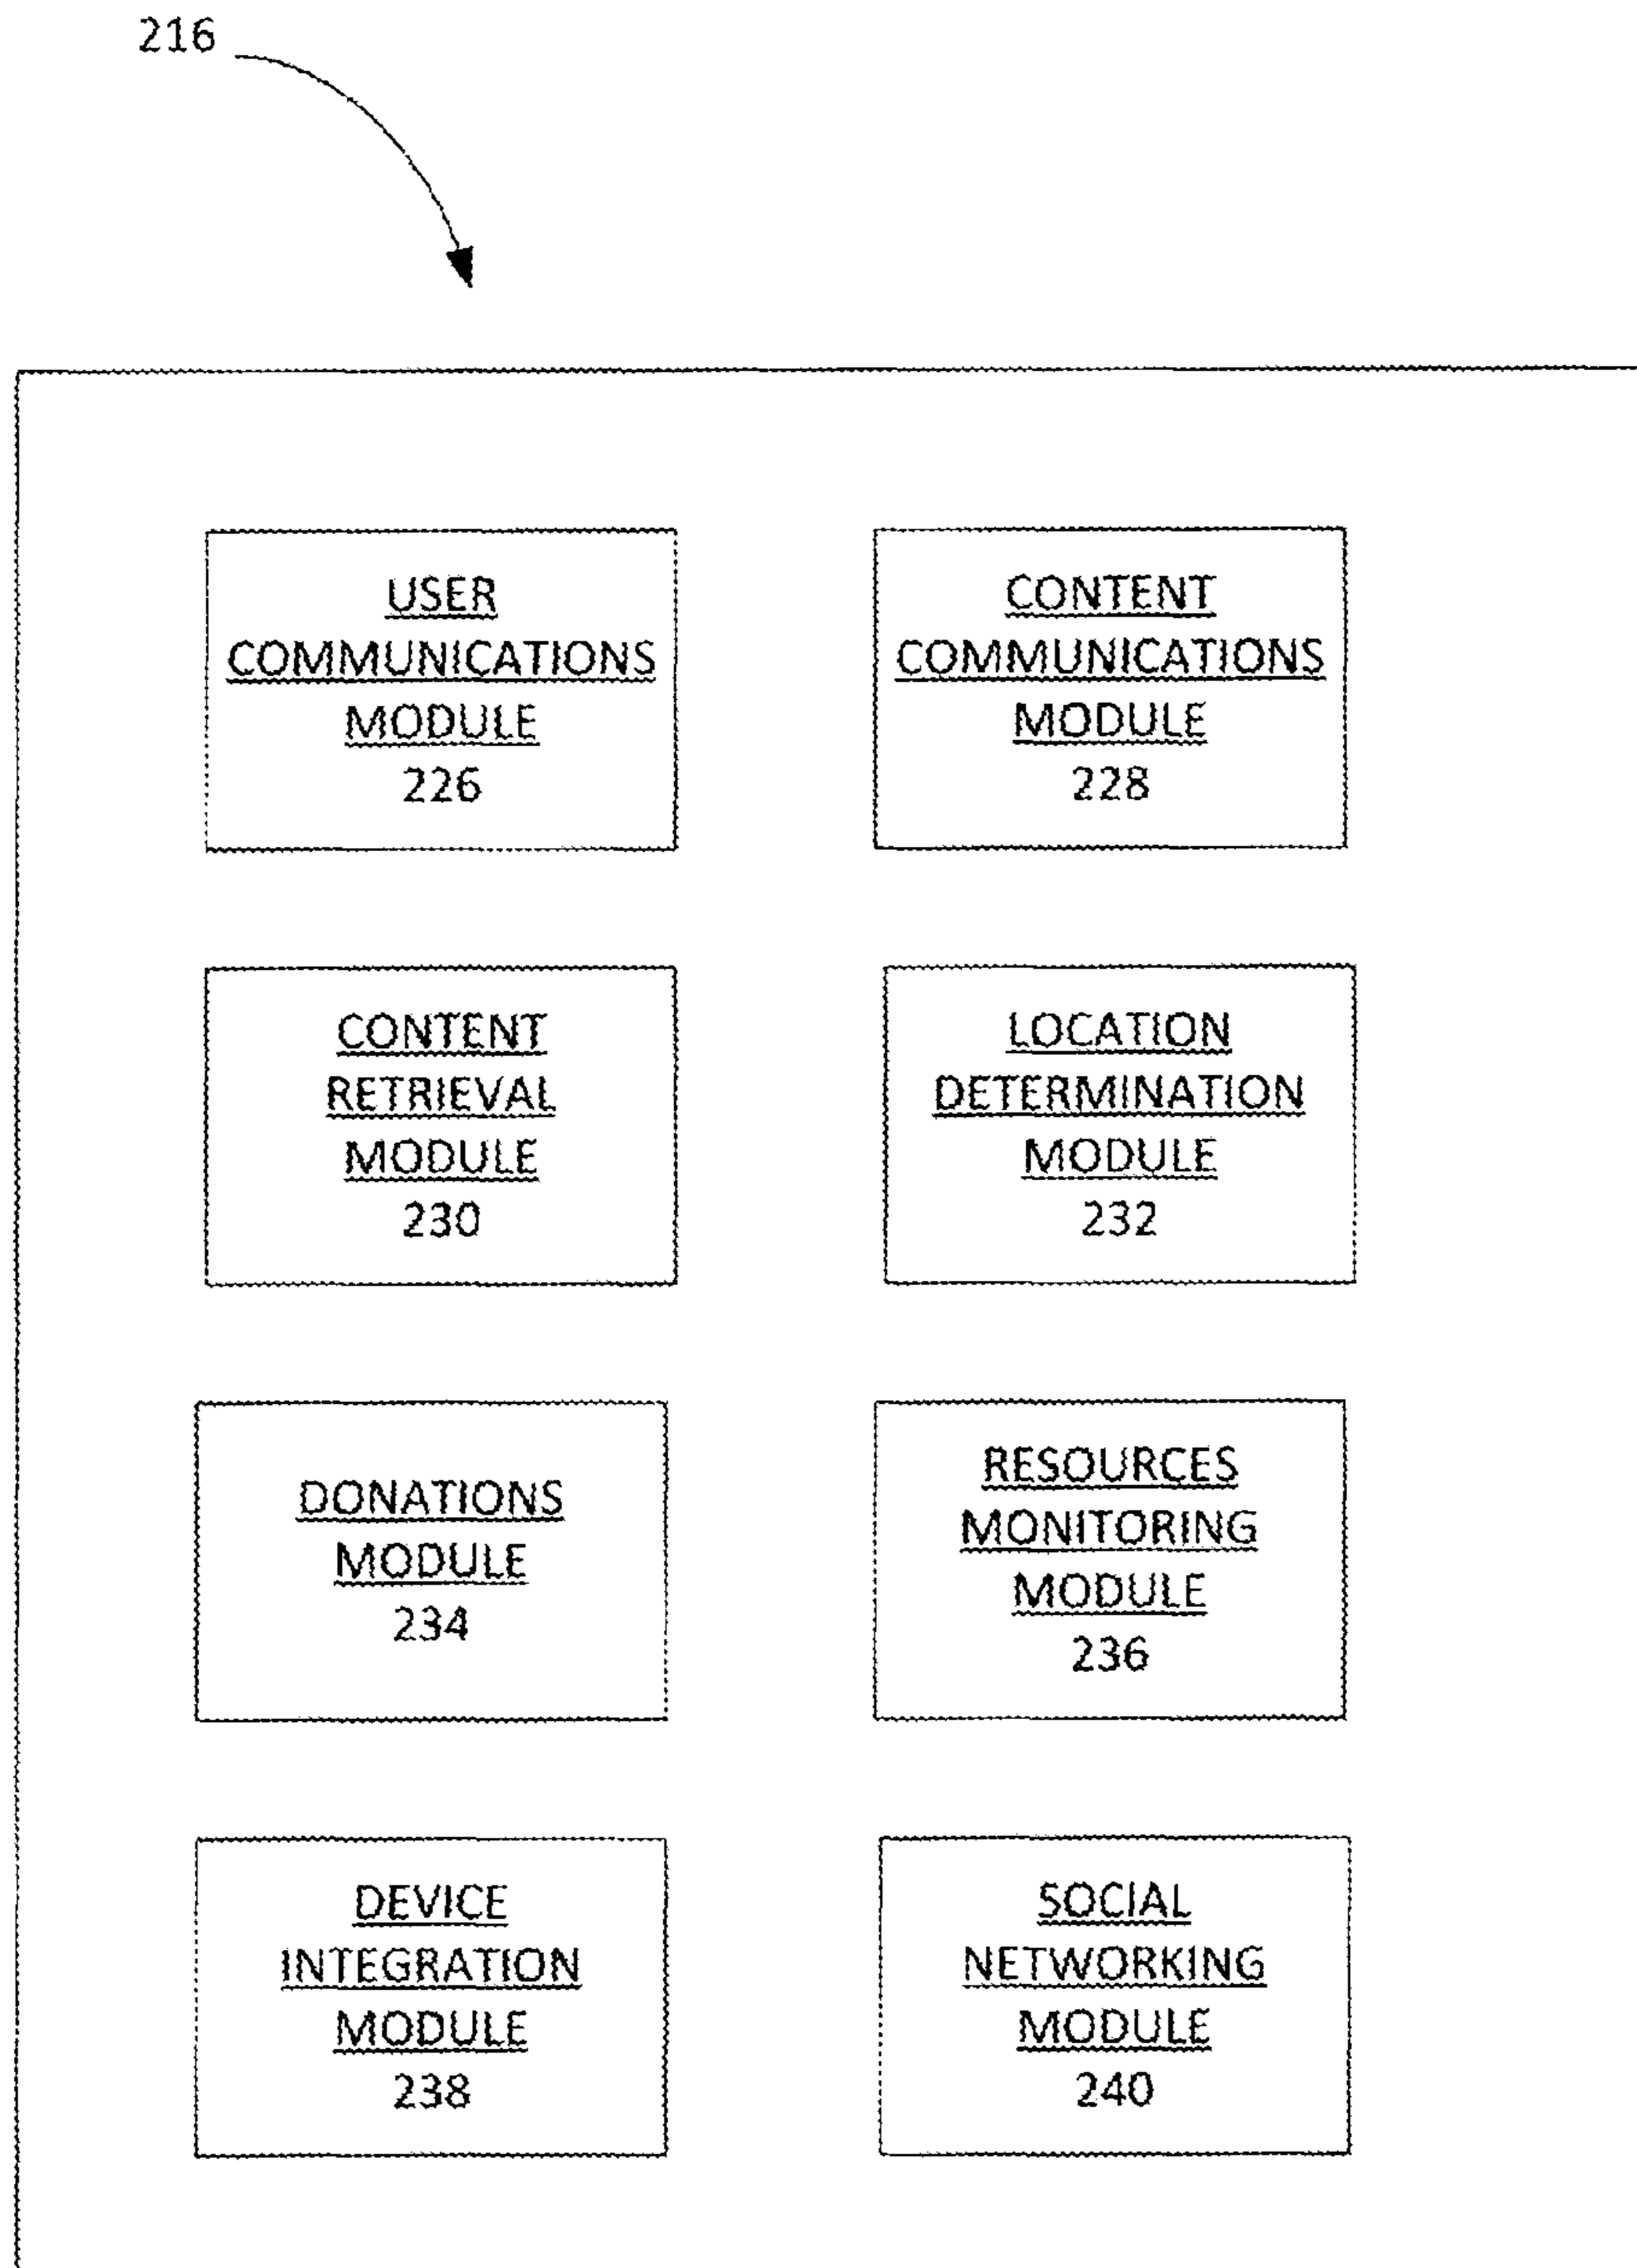 216
USER
COMMUNICATIONS
MODULE
226
CONTENT
COMMUNICATIONS
MODULE
228
CONTENT
RETRIEVAL
MODULE
230
LOCATION
DETERMINATION
MODULE
232
DONATIONS
MODULE
234
RESOURCES
MONITORING
MODULE
236
DEVICE
INTEGRATION
MODULE
238
SOCIAL
NETWORKING
MODULE
240